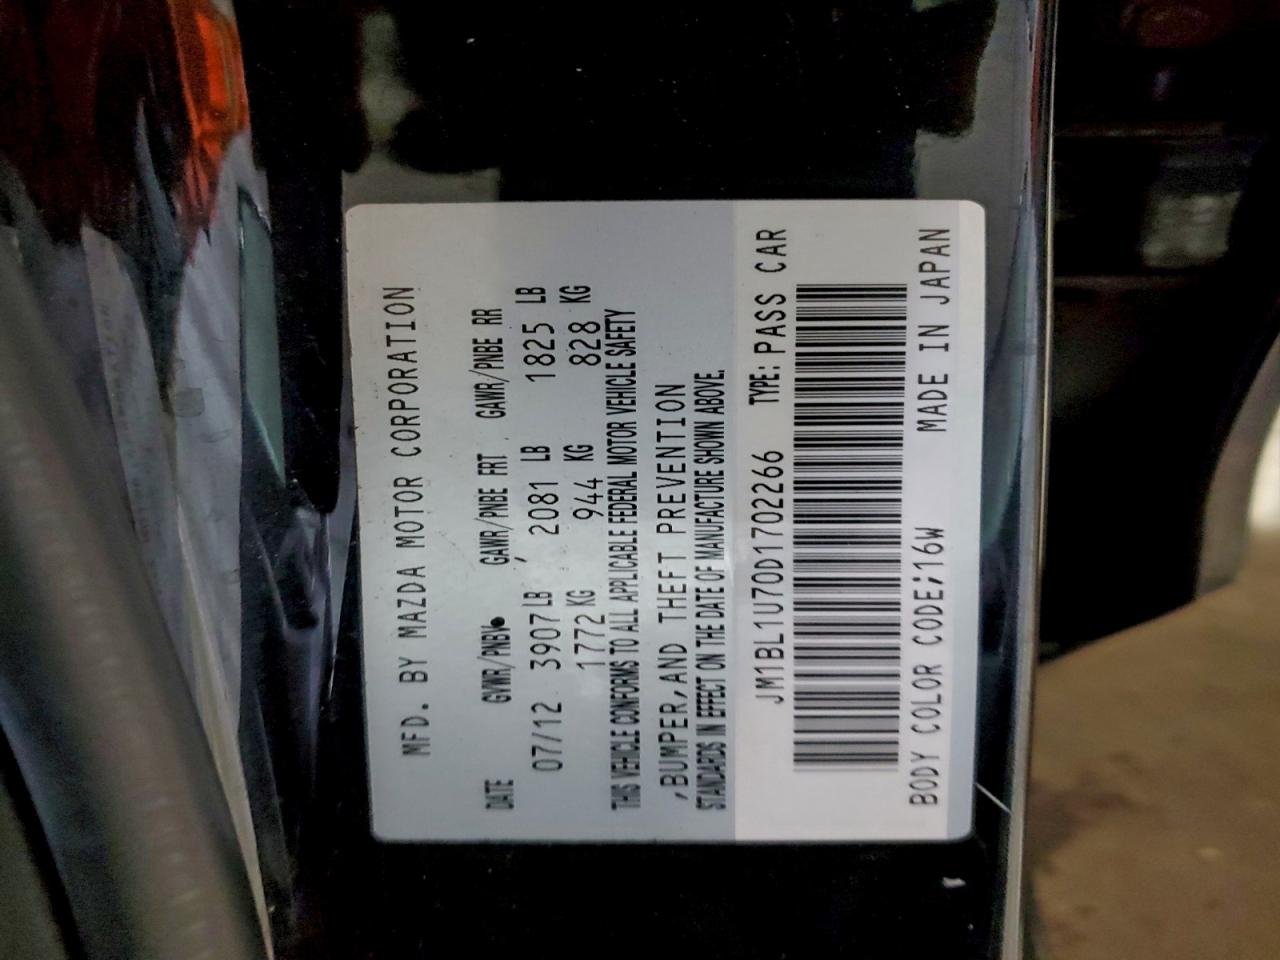 MFD. BY MAZDA MOTOR CORPORATION
DATE GVWR/PNBV GAWR/PNBE FRT GAWR/PNBE RR
07/12 3907 LB , 2081 LB 1825 LB
1772 KG 944 KG 828 KG
THIS VEHICLE CONFORMS TO ALL APPLICABLE FEDERAL MOTOR VEHICLE SAFETY
,BUMPER,AND THEFT PREVENTION
STANDARDS IN EFFECT ON THE DATE OF MANUFACTURE SHOWN ABOVE.
JM1BL1U70D1702266 TYPE: PASS CAR
BODY COLOR CODE;16W MADE IN JAPAN